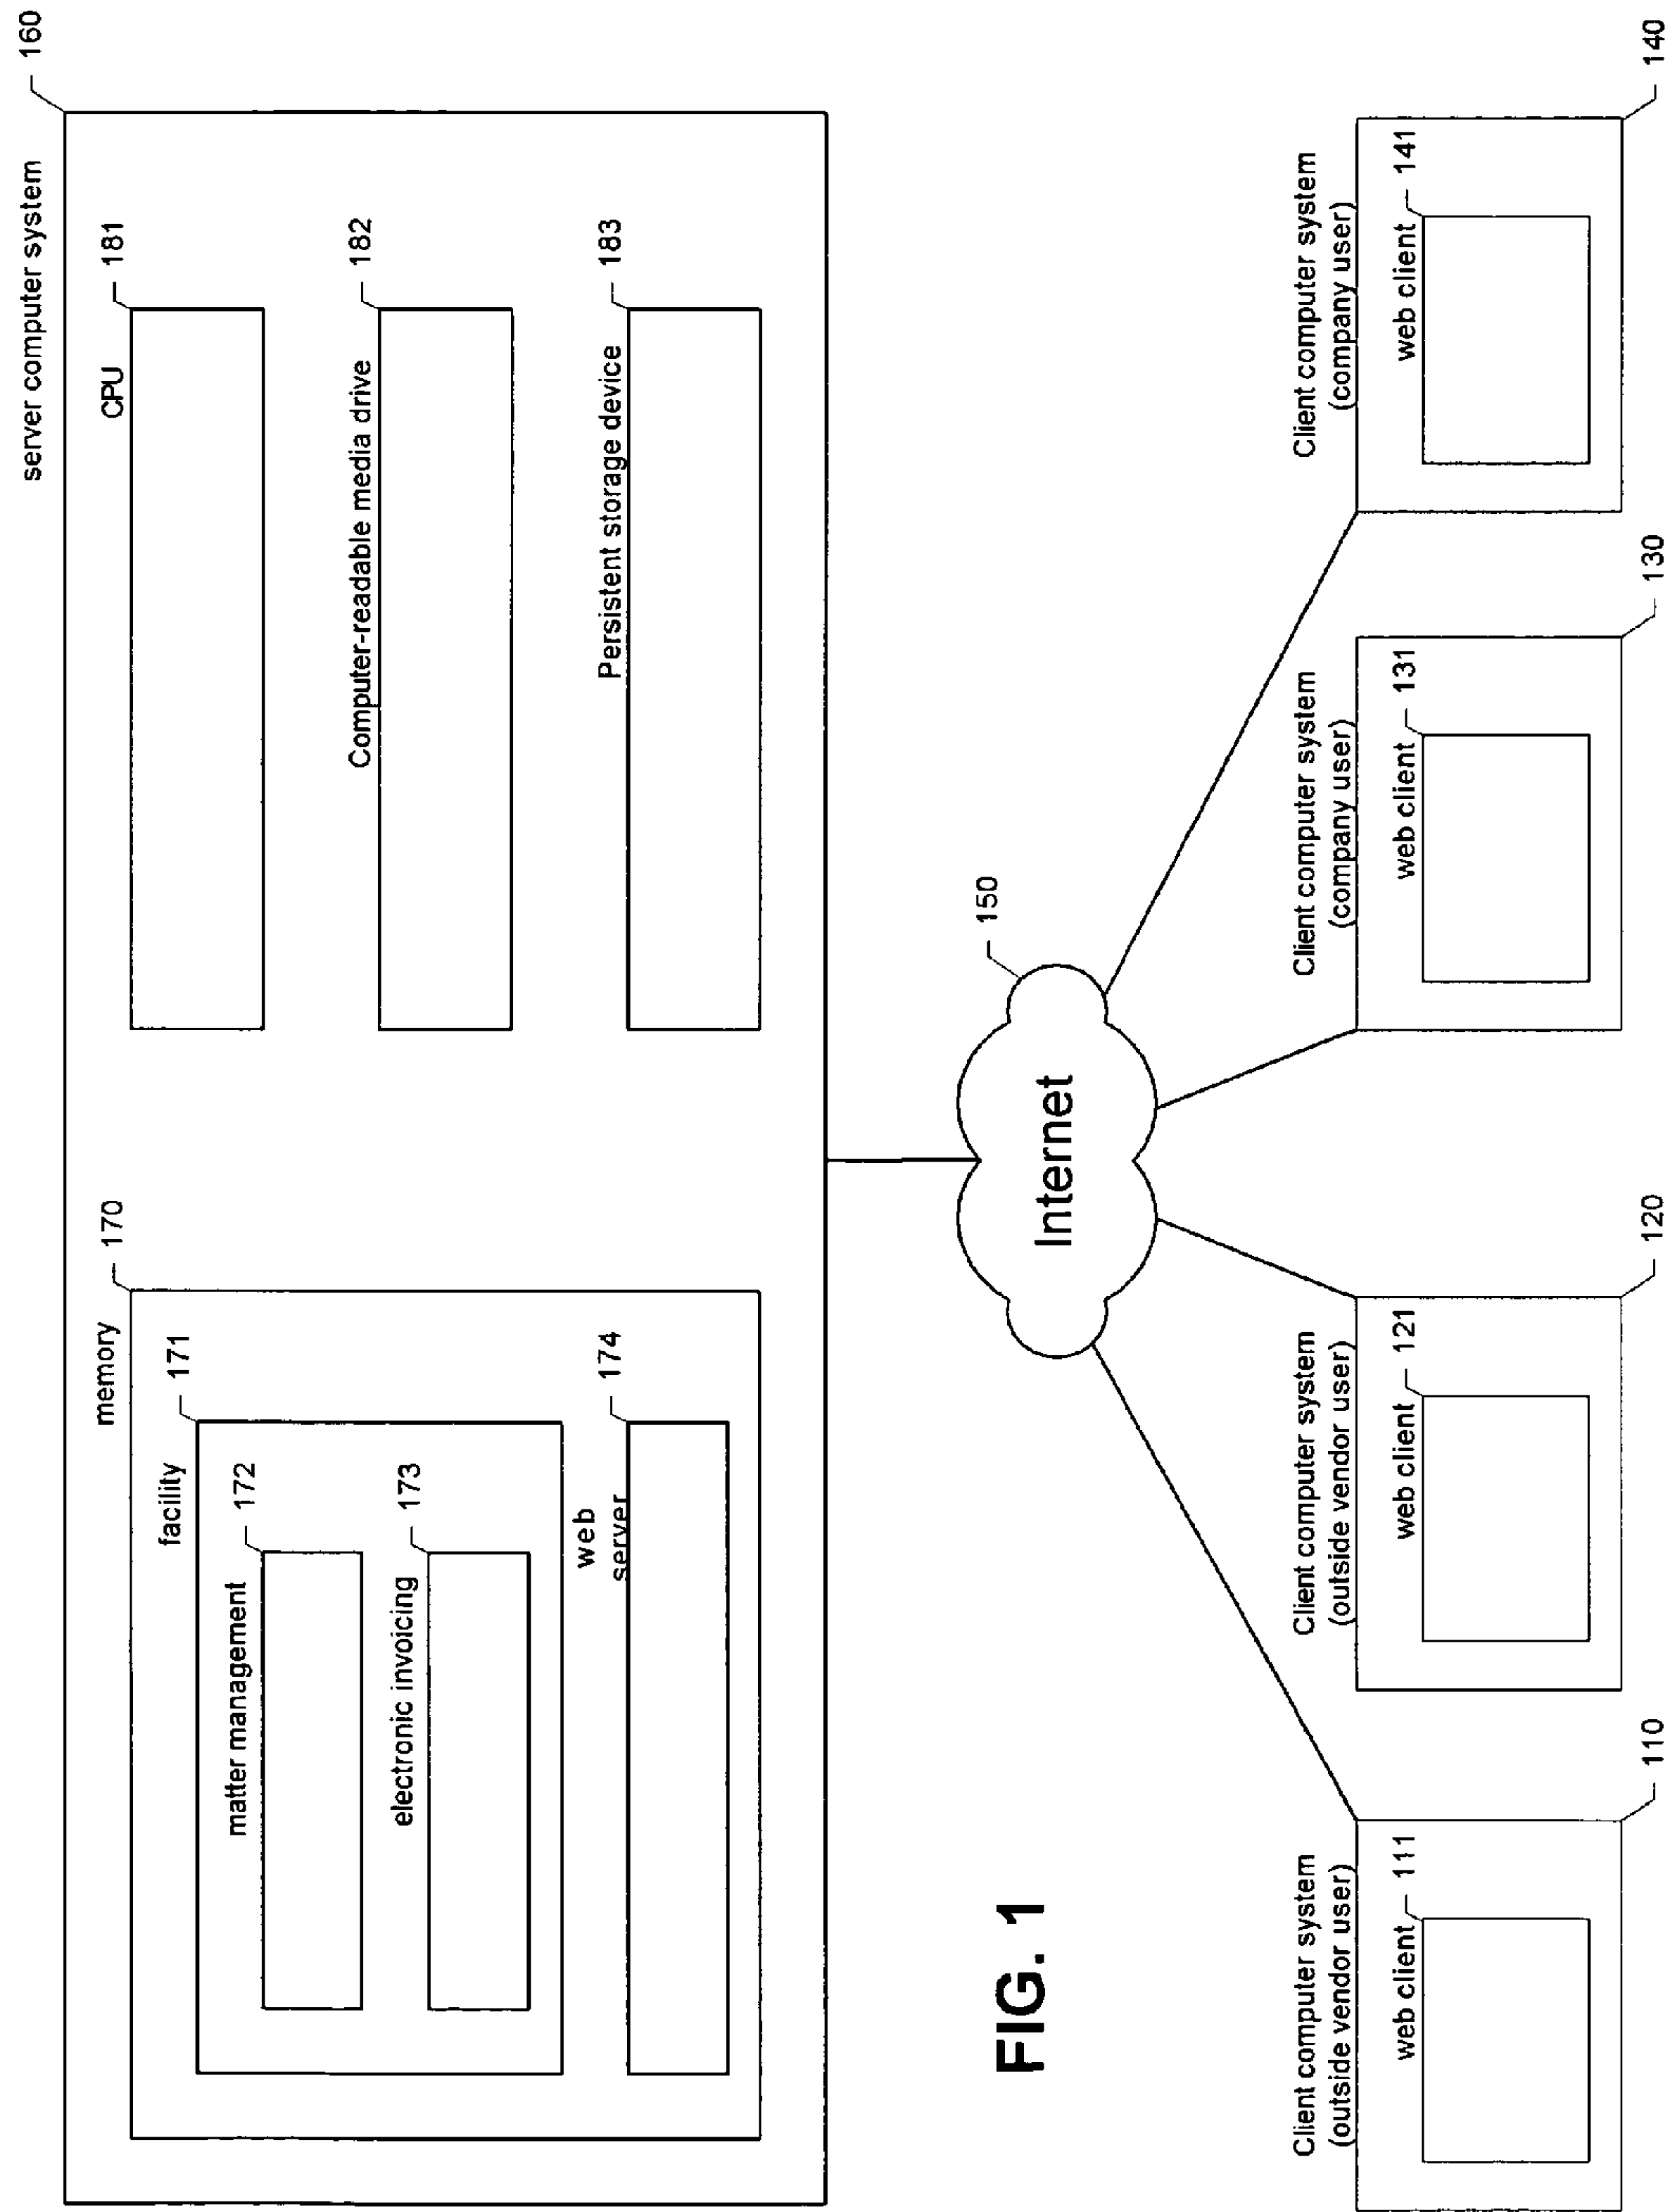 server computer system
160
memory
170
facility
171
matter management
172
electronic invoicing
173
web
server
174
CPU
181
Computer-readable media drive
182
Persistent storage device
183
Internet
150
FIG. 1
Client computer system
(outside vendor user)
web client
111
110
Client computer system
(outside vendor user)
web client
121
120
Client computer system
(company user)
web client
131
130
Client computer system
(company user)
web client
141
140